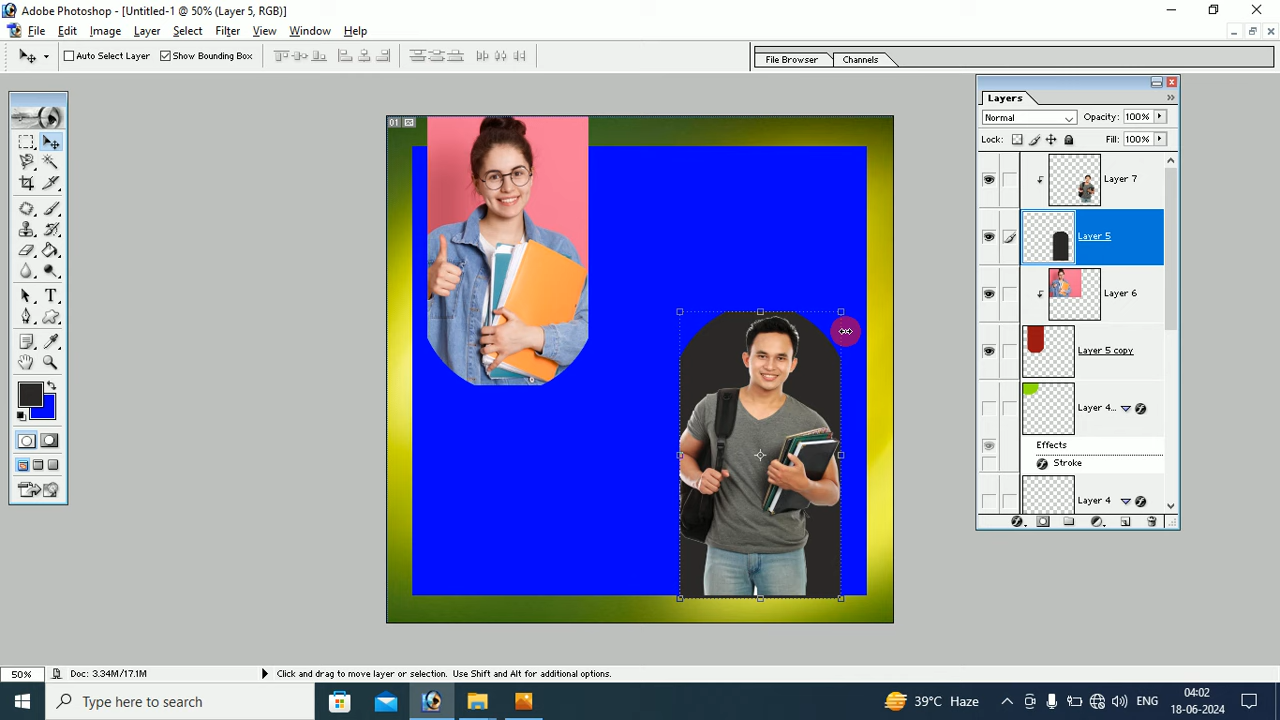 Adobe Photoshop - [Untitled-1 @ 50% (Layer 5, RGB)]
File Edit Image Layer Select Filter View Window Help
Auto Select Layer Show Bounding Box
File Browser Channels
Layers
Normal Opacity: 100%
Lock: Fill: 100%
01
Layer 7
Layer 5
Layer 6
Layer 5 copy
Layer 4...
Effects
Stroke
Layer 4
50% Doc: 3.34M/17.1M Click and drag to move layer or selection. Use Shift and Alt for additional options.
Type here to search
39°C Haze
ENG
04:02
18-06-2024